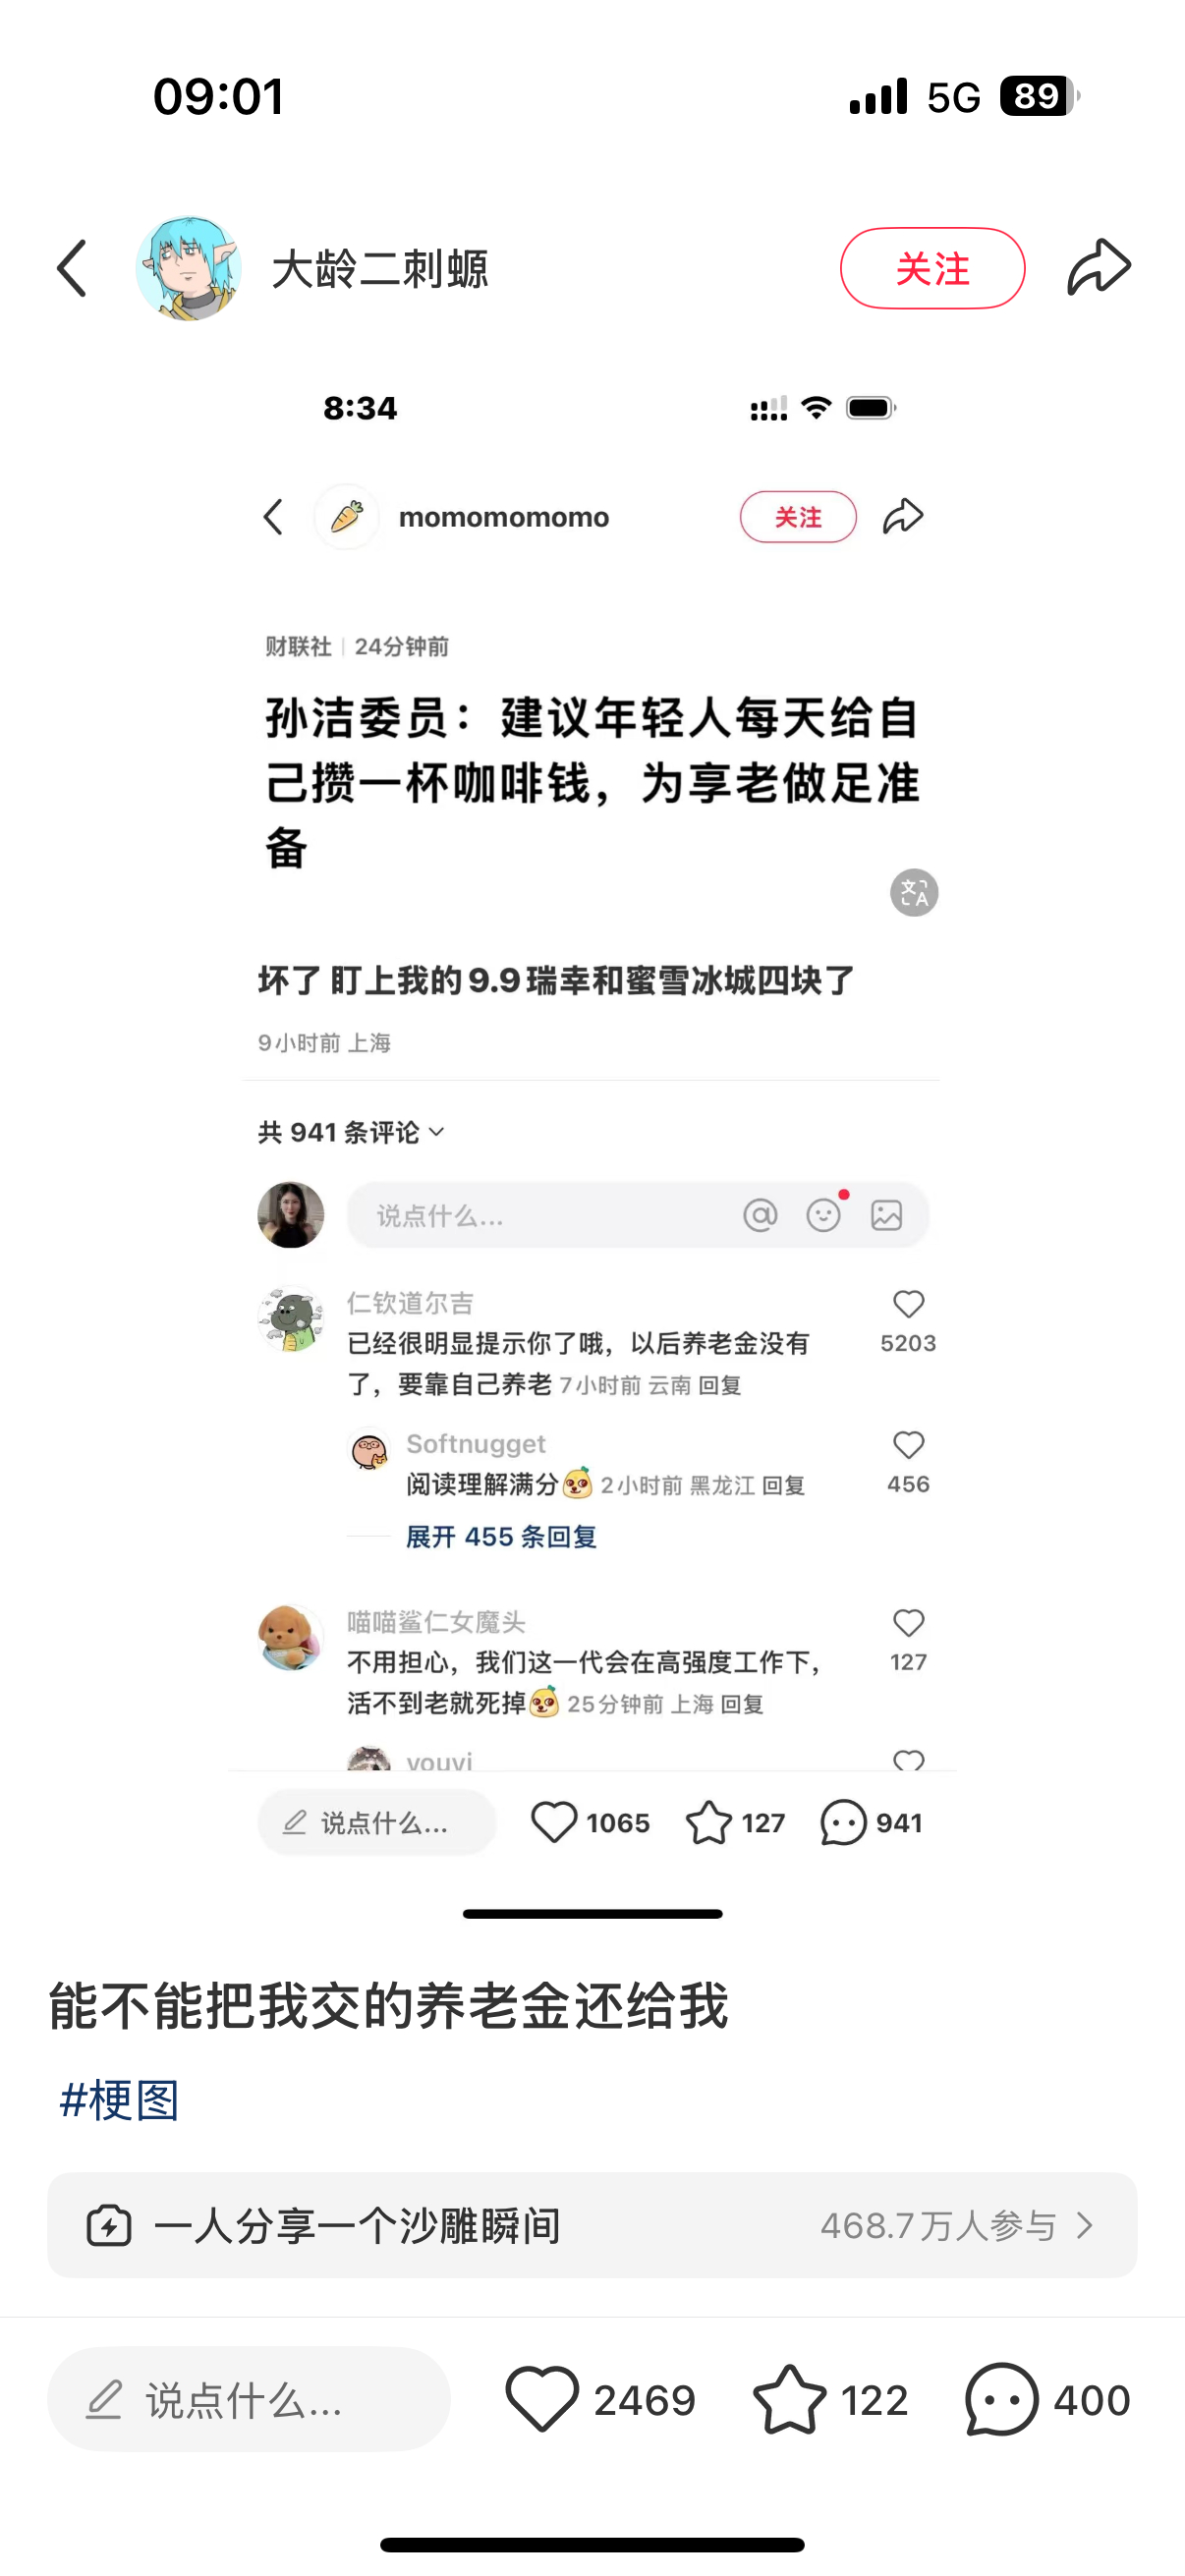 09:01
5G 89
大龄二刺螈
关注
8:34
momomomomo
关注
财联社 | 24分钟前
孙洁委员：建议年轻人每天给自
己攒一杯咖啡钱，为享老做足准
备
文A
坏了 盯上我的9.9瑞幸和蜜雪冰城四块了
9小时前 上海
共 941 条评论
说点什么...
仁钦道尔吉
已经很明显提示你了哦，以后养老金没有
5203
了，要靠自己养老 7小时前 云南 回复
Softnugget
阅读理解满分 2小时前 黑龙江 回复
456
展开 455 条回复
喵喵鲨仁女魔头
不用担心，我们这一代会在高强度工作下，
127
活不到老就死掉 25分钟前 上海 回复
youyi
说点什么... 1065 127 941
能不能把我交的养老金还给我
#梗图
一人分享一个沙雕瞬间 468.7万人参与
说点什么... 2469 122 400